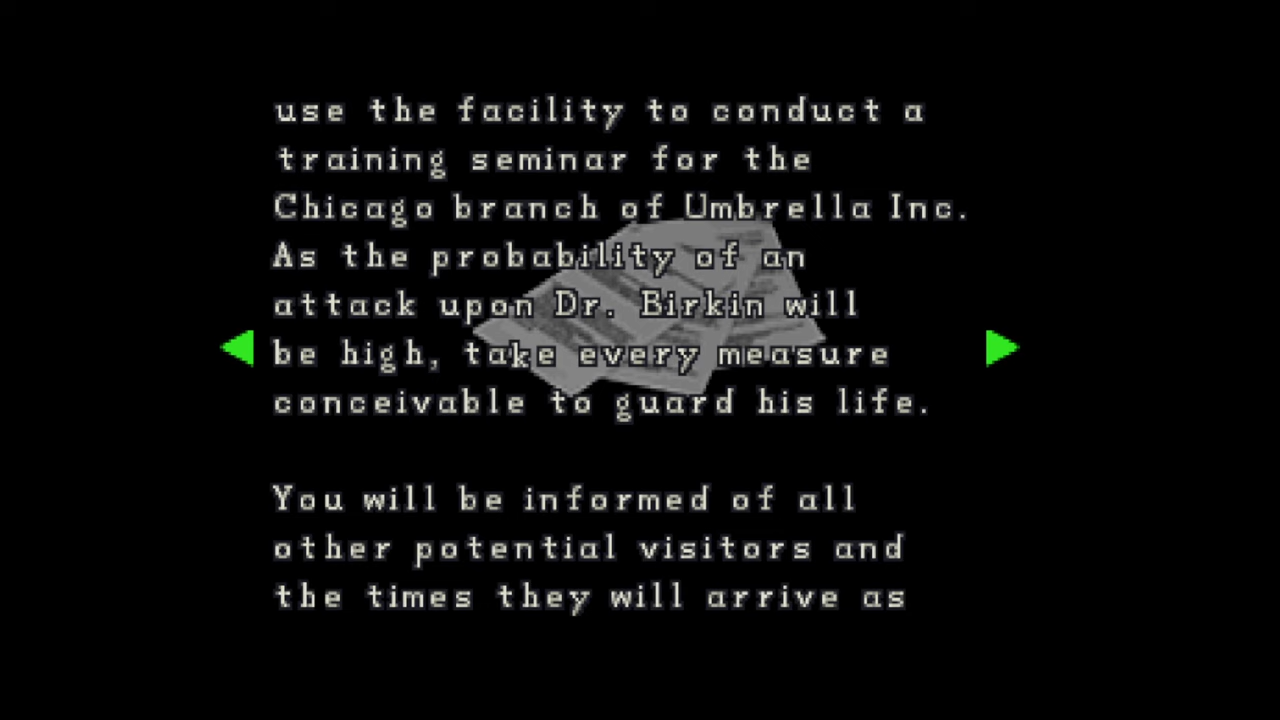 use the facility to conduct a
training seminar for the
Chicago branch of Umbrella Inc.
As the probability of an
attack upon Dr. Birkin will
be high, take every measure
conceivable to guard his life.
You will be informed of all
other potential visitors and
the times they will arrive as